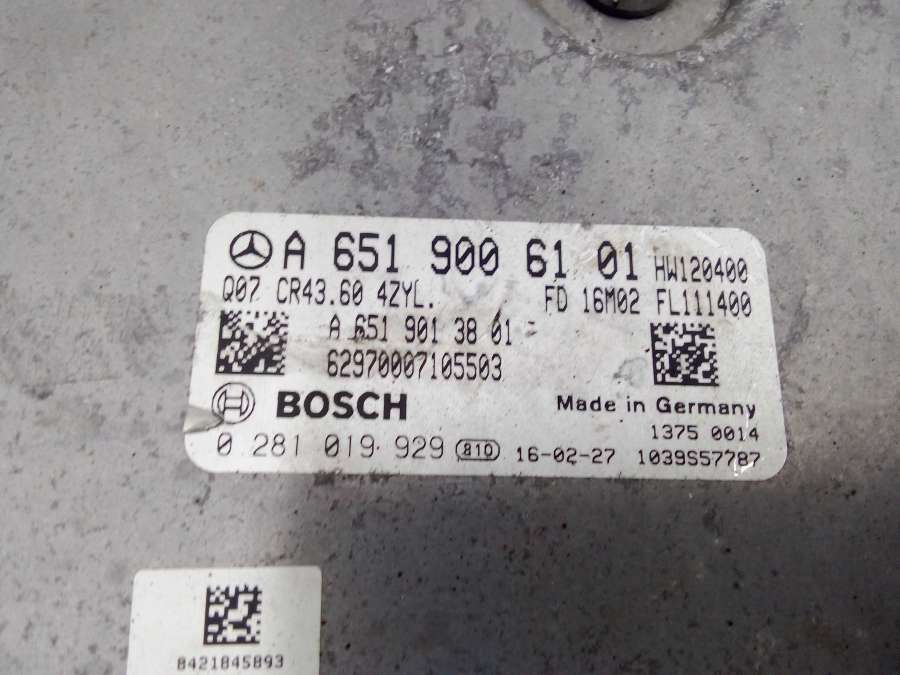 A 651 900 61 01 HW120400
Q07 CR43.60 4ZYL. FD 16M02 FL111400
A 651 901 38 01
62970007105503
BOSCH Made in Germany
1375 0014
0 281 019 929 810 16-02-27 1039S57787
8421845893